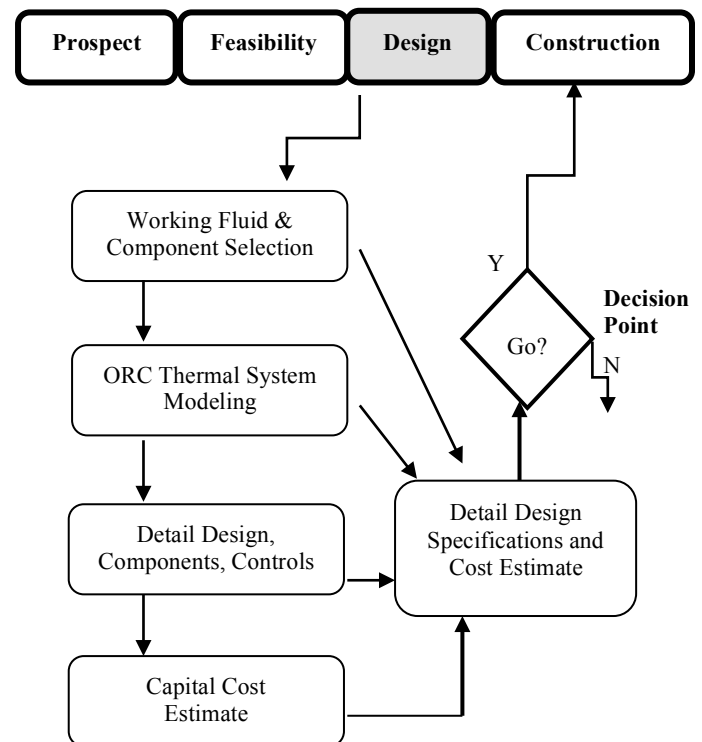 Prospect
Feasibility
Design
Construction
Working Fluid &
Component Selection
Y
Decision
Point
Go?
N
ORC Thermal System
Modeling
Detail Design,
Components, Controls
Detail Design
Specifications and
Cost Estimate
Capital Cost
Estimate